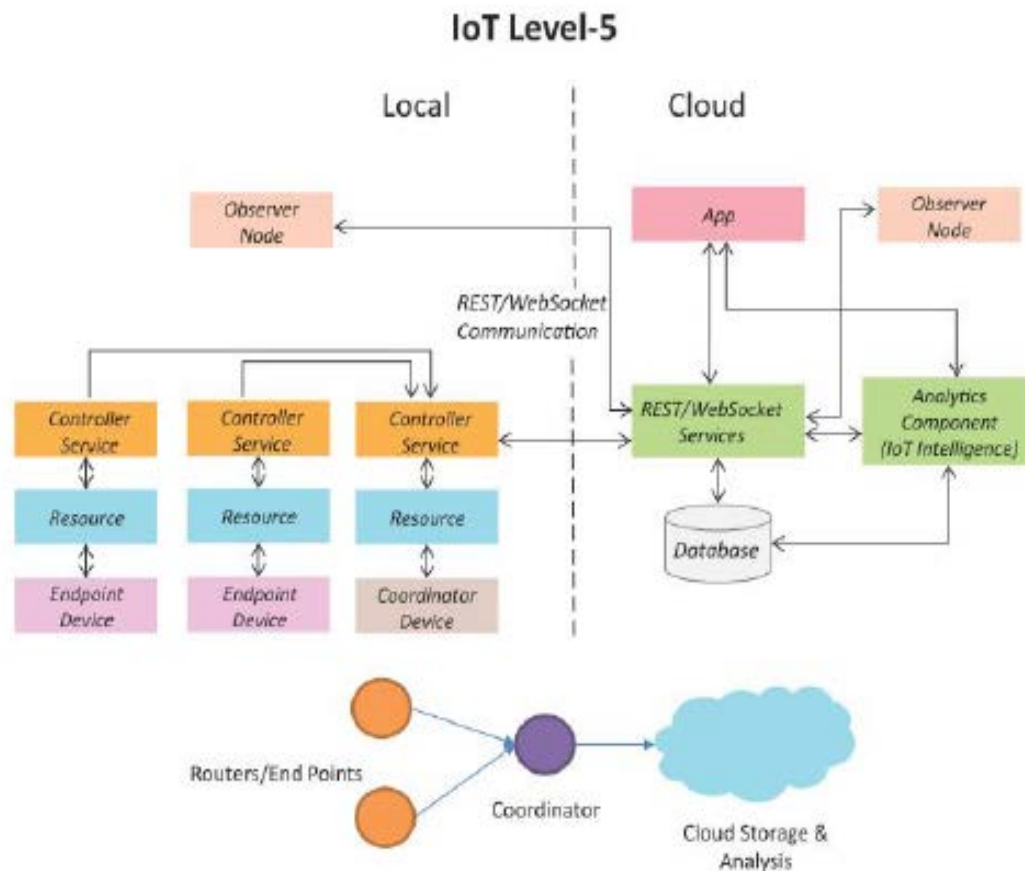 IoT Level-5
Local
Cloud
Observer
Node
App
Observer
Node
REST/WebSocket
Communication
Controller
Service
Controller
Service
Controller
Service
REST/WebSocket
Services
Analytics
Component
(IoT Intelligence)
Resource
Resource
Resource
Database
Endpoint
Device
Endpoint
Device
Coordinator
Device
Routers/End Points
Coordinator
Cloud Storage &
Analysis